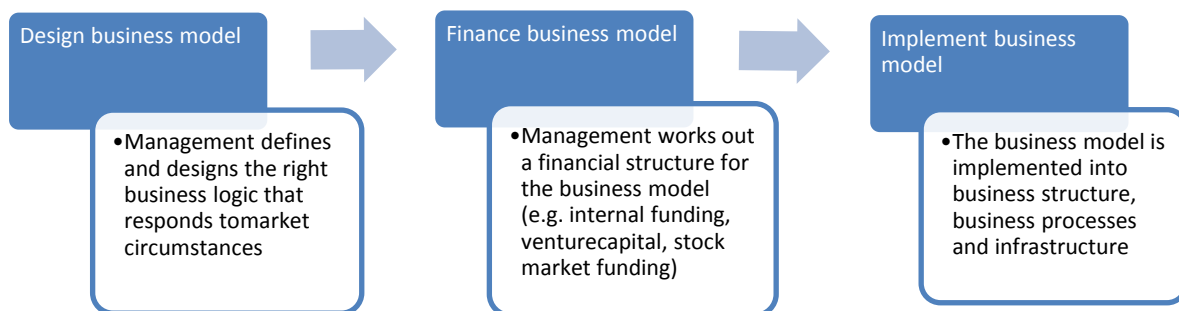 Design business model
•Management defines
and designs the right
business logic that
responds tomarket
circumstances
Finance business model
•Management works out
a financial structure for
the business model
(e.g. internal funding,
venturecapital, stock
market funding)
Implement business
model
•The business model is
implemented into
business structure,
business processes
and infrastructure